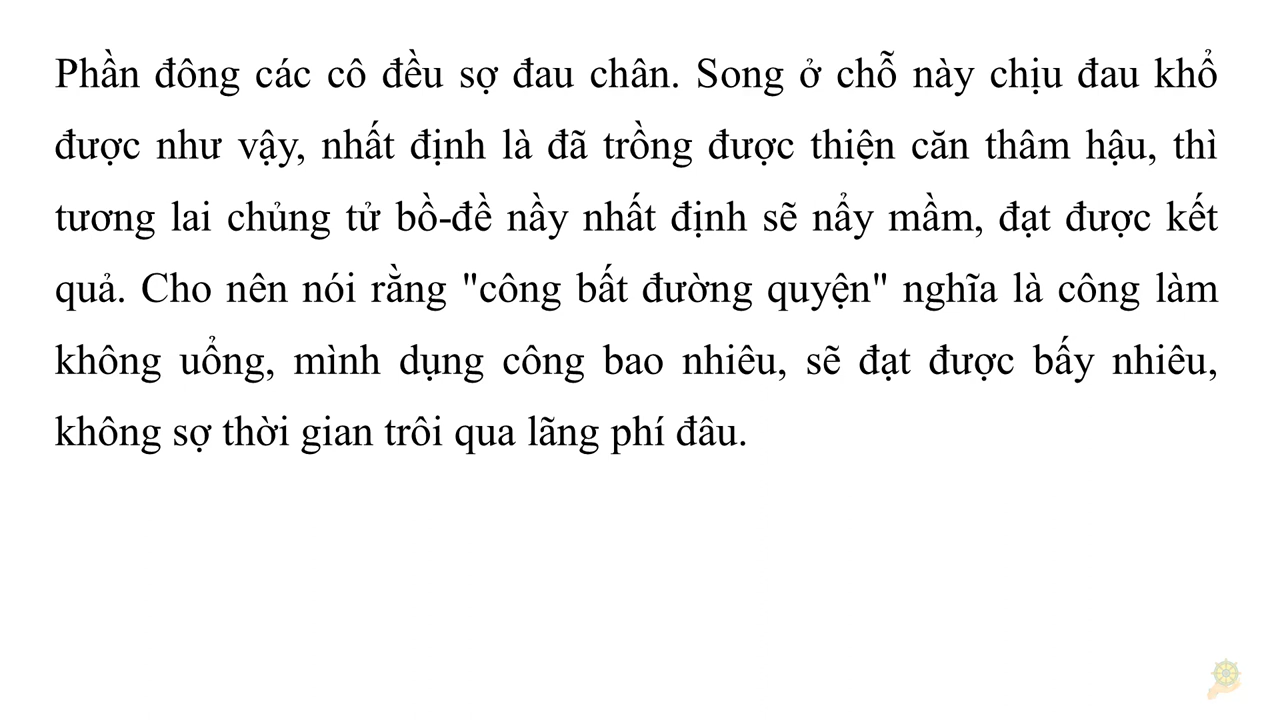 Phần đông các cô đều sợ đau chân. Song ở chỗ này chịu đau khổ
được như vậy, nhất định là đã trồng được thiện căn thâm hậu, thì
tương lai chủng tử bồ-đề nầy nhất định sẽ nẩy mầm, đạt được kết
quả. Cho nên nói rằng "công bất đường quyện" nghĩa là công làm
không uổng, mình dụng công bao nhiêu, sẽ đạt được bấy nhiêu,
không sợ thời gian trôi qua lãng phí đâu.